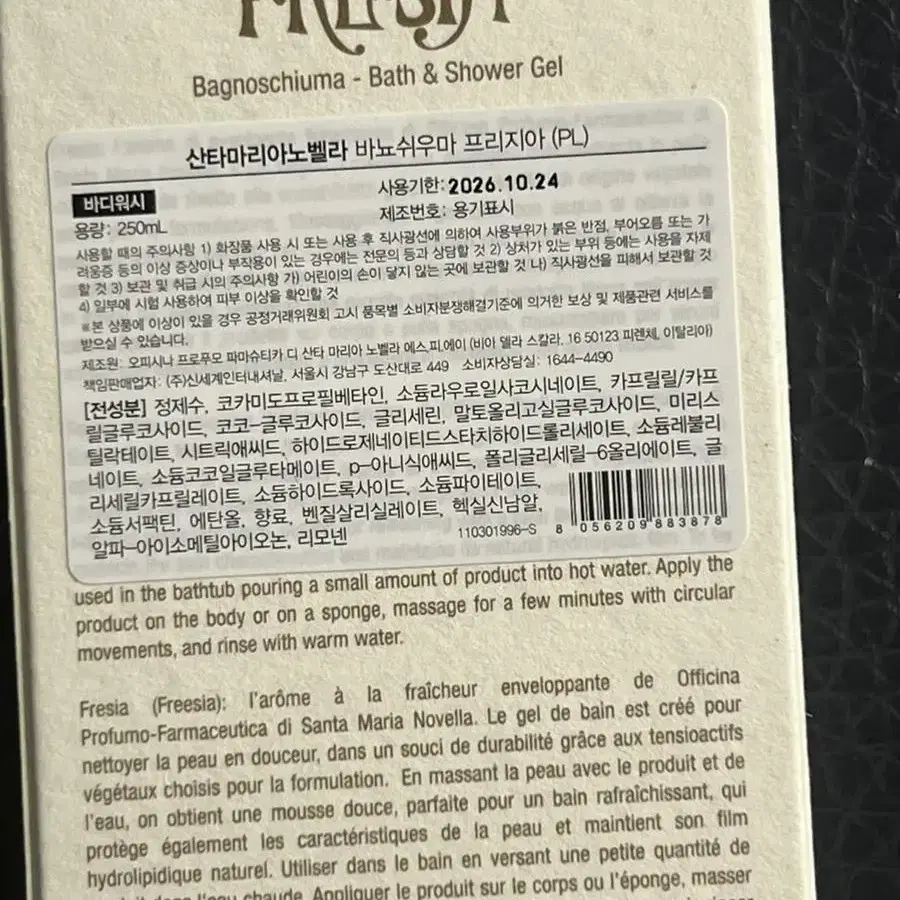 FRESIA
Bagnoschiuma - Bath & Shower Gel
산타마리아노벨라 바뇨쉬우마 프리지아 (PL)
바디워시
사용기한: 2026.10.24
용량: 250mL
제조번호: 용기표시
사용할 때의 주의사항 1) 화장품 사용 시 또는 사용 후 직사광선에 의하여 사용부위가 붉은 반점, 부어오름 또는 가
려움증 등의 이상 증상이나 부작용이 있는 경우에는 전문의 등과 상담할 것 2) 상처가 있는 부위 등에는 사용을 자제
할 것 3) 보관 및 취급 시의 주의사항 가) 어린이의 손이 닿지 않는 곳에 보관할 것 나) 직사광선을 피해서 보관할 것
4) 일부에 시험 사용하여 피부 이상을 확인할 것
※본 상품에 이상이 있을 경우 공정거래위원회 고시 품목별 소비자분쟁해결기준에 의거한 보상 및 제품관련 서비스를
받으실 수 있습니다.
제조원: 오피시나 프로푸모 파마슈티카 디 산타 마리아 노벨라 에스.피.에이 (비아 델라 스칼라, 16 50123 피렌체, 이탈리아)
책임판매업자: (주)신세계인터내셔날, 서울시 강남구 도산대로 449 소비자상담실: 1644-4490
[전성분] 정제수, 코카미도프로필베타인, 소듐라우로일사코시네이트, 카프릴릴/카프
릴글루코사이드, 코코-글루코사이드, 글리세린, 말토올리고실글루코사이드, 미리스
틸락테이트, 시트릭애씨드, 하이드로제네이티드스타치하이드롤리세이트, 소듐레불리
네이트, 소듐코코일글루타메이트, p-아니식애씨드, 폴리글리세릴-6올리에이트, 글
리세릴카프릴레이트, 소듐하이드록사이드, 소듐파이테이트,
소듐서팩틴, 에탄올, 향료, 벤질살리실레이트, 헥실신남알,
알파-아이소메틸아이오논, 리모넨
110301996-S
8 056209 883878
used in the bathtub pouring a small amount of product into hot water. Apply the
product on the body or on a sponge, massage for a few minutes with circular
movements, and rinse with warm water.
Fresia (Freesia): l'arôme à la fraîcheur enveloppante de Officina
Profumo-Farmaceutica di Santa Maria Novella. Le gel de bain est créé pour
nettoyer la peau en douceur, dans un souci de durabilité grâce aux tensioactifs
végétaux choisis pour la formulation. En massant la peau avec le produit et de
l'eau, on obtient une mousse douce, parfaite pour un bain rafraîchissant, qui
protège également les caractéristiques de la peau et maintient son film
hydrolipidique naturel. Utiliser dans le bain en versant une petite quantité de
dans l'eau chaude. Appliquer le produit sur le corps ou l'éponge, masser